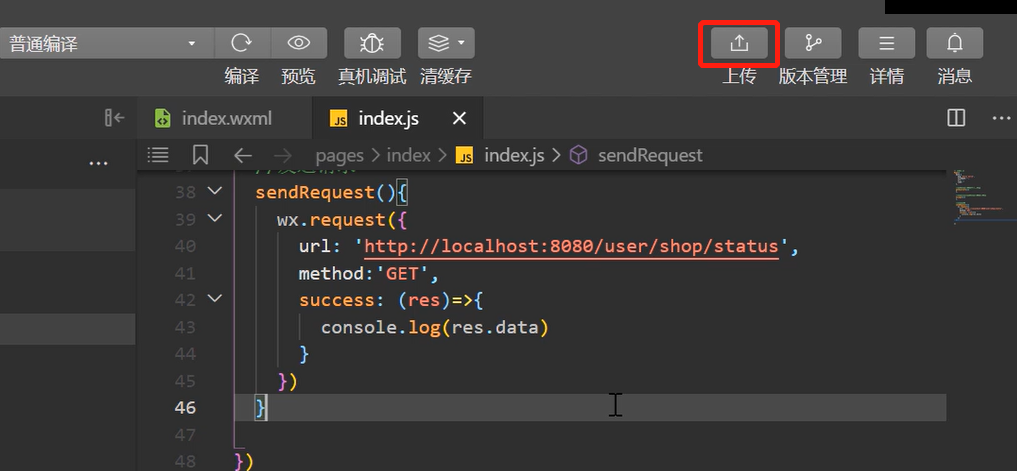 普通编译
编译 预览 真机调试 清缓存 上传 版本管理 详情 消息
index.wxml JS index.js
pages > index > JS index.js > sendRequest
38 sendRequest(){
39 wx.request({
40 url: 'http://localhost:8080/user/shop/status',
41 method:'GET',
42 success: (res)=>{
43 console.log(res.data)
44 }
45 })
46 }
47
48 })